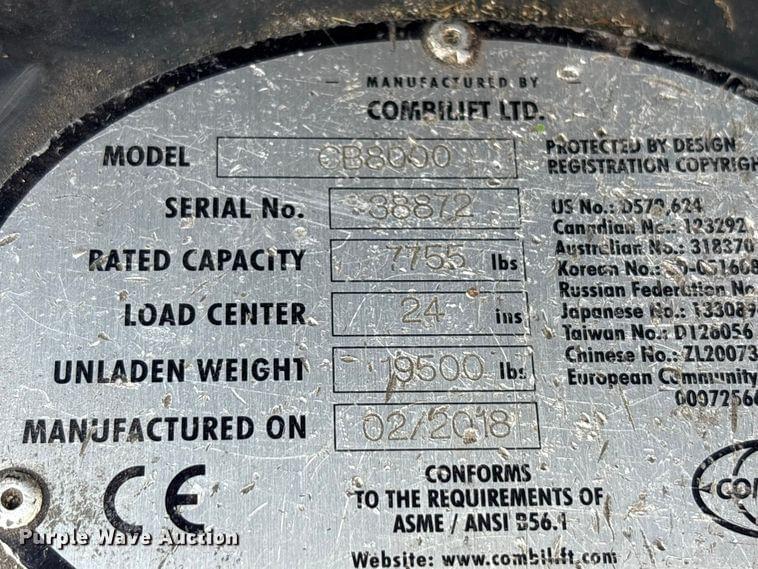 MANUFACTURED BY
COMBILIFT LTD.
MODEL CB8000
SERIAL No. 38872
RATED CAPACITY 7755 lbs
LOAD CENTER 24 ins
UNLADEN WEIGHT 19500 lbs
MANUFACTURED ON 02/2018
PROTECTED BY DESIGN
REGISTRATION COPYRIGH
US No.: D579,624
Canadian No.: 123292
Australian No.: 318370
Korean No.:
Russian Federation No
Japanese No.: 133089
Taiwan No.: D126056
Chinese No.: ZL20073
European Community
CE
CONFORMS
TO THE REQUIREMENTS OF
ASME / ANSI B56.1
COM
Website: www.combilift.com
Purple Wave Auction